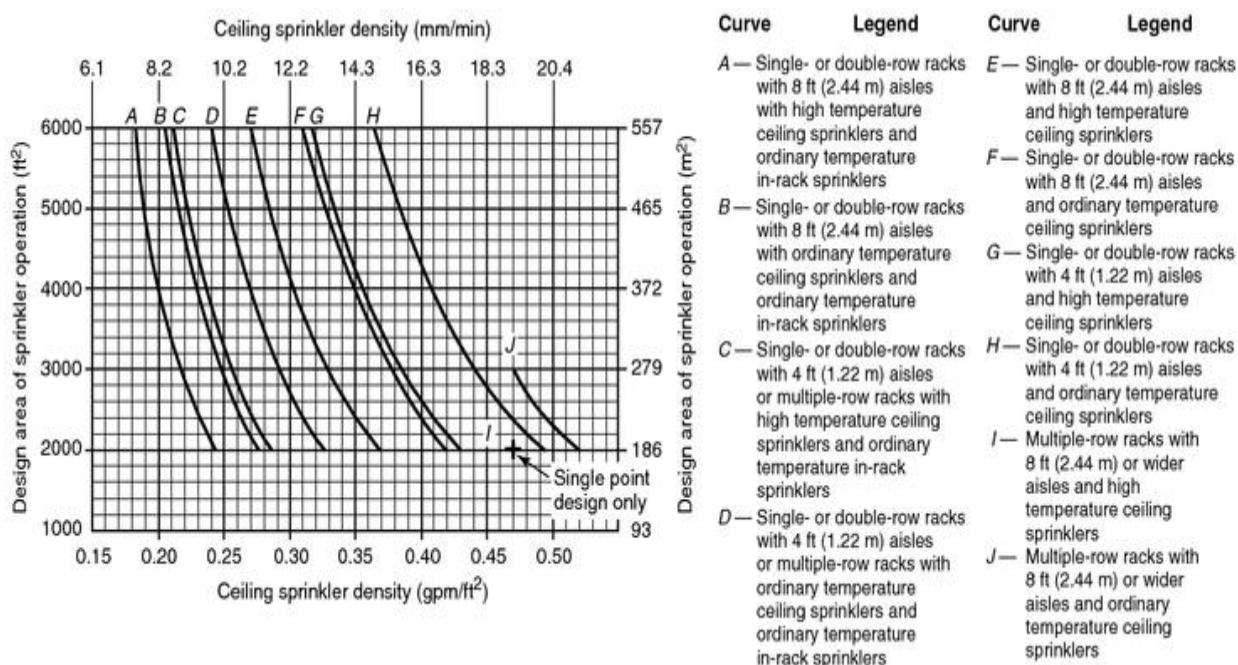 Ceiling sprinkler density (mm/min)
6.1 8.2 10.2 12.2 14.3 16.3 18.3 20.4
A B C D E F G H
6000 557
5000 465
4000 372
J
3000 279
I
2000 186
Single point
design only
1000 93
0.15 0.20 0.25 0.30 0.35 0.40 0.45 0.50
Ceiling sprinkler density (gpm/ft²)
Design area of sprinkler operation (ft²)
Design area of sprinkler operation (m²)
Curve Legend
A — Single- or double-row racks
with 8 ft (2.44 m) aisles
with high temperature
ceiling sprinklers and
ordinary temperature
in-rack sprinklers
B — Single- or double-row racks
with 8 ft (2.44 m) aisles
with ordinary temperature
ceiling sprinklers and
ordinary temperature
in-rack sprinklers
C — Single- or double-row racks
with 4 ft (1.22 m) aisles
or multiple-row racks with
high temperature ceiling
sprinklers and ordinary
temperature in-rack
sprinklers
D — Single- or double-row racks
with 4 ft (1.22 m) aisles
or multiple-row racks with
ordinary temperature
ceiling sprinklers and
ordinary temperature
in-rack sprinklers
Curve Legend
E — Single- or double-row racks
with 8 ft (2.44 m) aisles
and high temperature
ceiling sprinklers
F — Single- or double-row racks
with 8 ft (2.44 m) aisles
and ordinary temperature
ceiling sprinklers
G — Single- or double-row racks
with 4 ft (1.22 m) aisles
and high temperature
ceiling sprinklers
H — Single- or double-row racks
with 4 ft (1.22 m) aisles
and ordinary temperature
ceiling sprinklers
I — Multiple-row racks with
8 ft (2.44 m) or wider
aisles and high
temperature ceiling
sprinklers
J — Multiple-row racks with
8 ft (2.44 m) or wider
aisles and ordinary
temperature ceiling
sprinklers